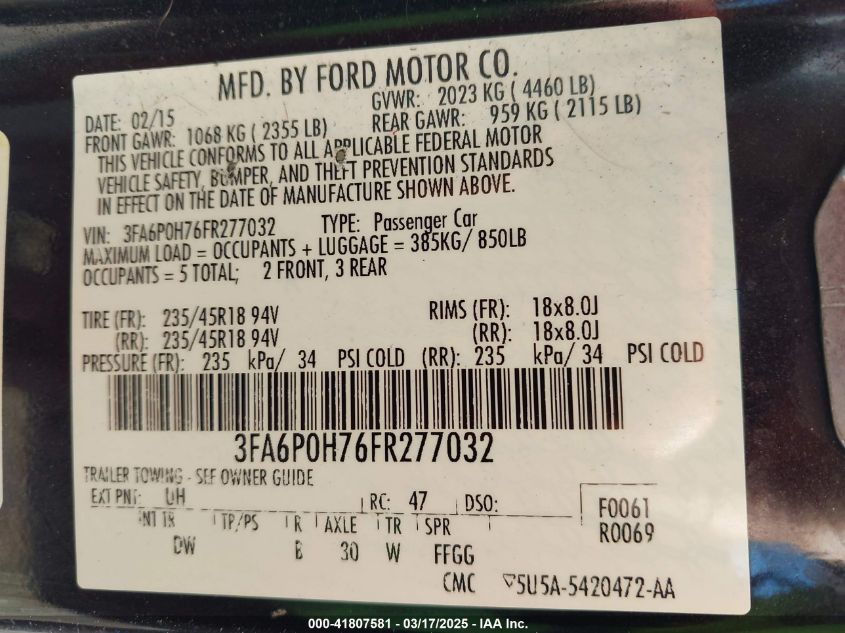 MFD. BY FORD MOTOR CO.
DATE: 02/15 GVWR: 2023 KG ( 4460 LB)
FRONT GAWR: 1068 KG ( 2355 LB) REAR GAWR: 959 KG ( 2115 LB)
THIS VEHICLE CONFORMS TO ALL APPLICABLE FEDERAL MOTOR
VEHICLE SAFETY, BUMPER, AND THEFT PREVENTION STANDARDS
IN EFFECT ON THE DATE OF MANUFACTURE SHOWN ABOVE.
VIN: 3FA6P0H76FR277032 TYPE: Passenger Car
MAXIMUM LOAD = OCCUPANTS + LUGGAGE = 385KG/ 850LB
OCCUPANTS = 5 TOTAL; 2 FRONT, 3 REAR
TIRE (FR): 235/45R18 94V RIMS (FR): 18x8.0J
(RR): 235/45R18 94V (RR): 18x8.0J
PRESSURE (FR): 235 kPa/ 34 PSI COLD (RR): 235 kPa/ 34 PSI COLD
3FA6P0H76FR277032
TRAILER TOWING - SEE OWNER GUIDE
EXT PNT: UH RC: 47 DSO: F0061
INT TR TP/PS R AXLE TR SPR R0069
DW B 30 W FFGG
CMC 5U5A-5420472-AA
000-41807581 - 03/17/2025 - IAA Inc.